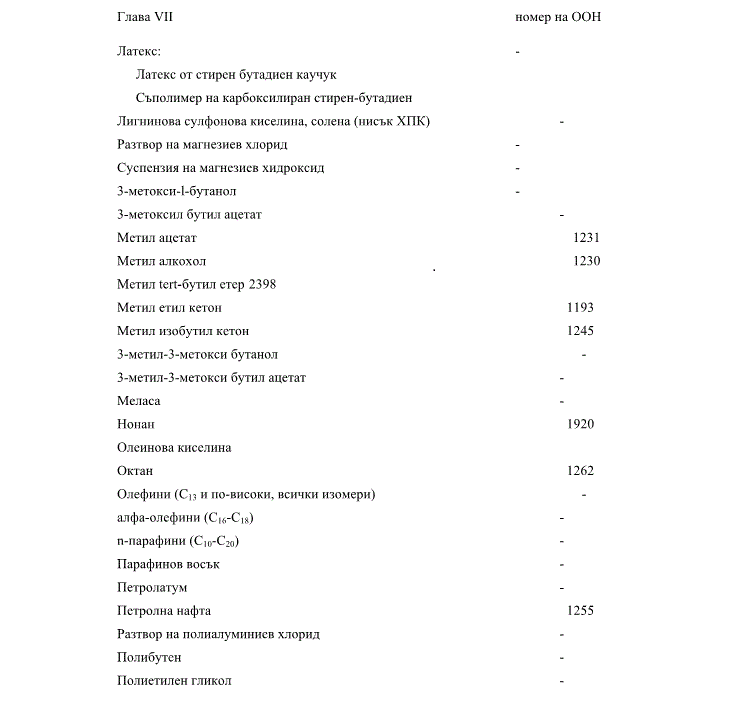 Глава VII номер на ООН
Латекс: -
Латекс от стирен бутадиен каучук
Съполимер на карбоксилиран стирен-бутадиен
Лигнинова сулфонова киселина, солена (нисък ХПК) -
Разтвор на магнезиев хлорид -
Суспензия на магнезиев хидроксид -
3-метокси-l-бутанол -
3-метоксил бутил ацетат -
Метил ацетат 1231
Метил алкохол 1230
Метил tert-бутил етер 2398
Метил етил кетон 1193
Метил изобутил кетон 1245
3-метил-3-метокси бутанол -
3-метил-3-метокси бутил ацетат -
Меласа -
Нонан 1920
Олеинова киселина
Октан 1262
Олефини (C₁₃ и по-високи, всички изомери) -
алфа-олефини (C₁₆-C₁₈) -
n-парафини (C₁₀-C₂₀) -
Парафинов восък -
Петролатум -
Петролна нафта 1255
Разтвор на полиалуминиев хлорид -
Полибутен -
Полиетилен гликол -